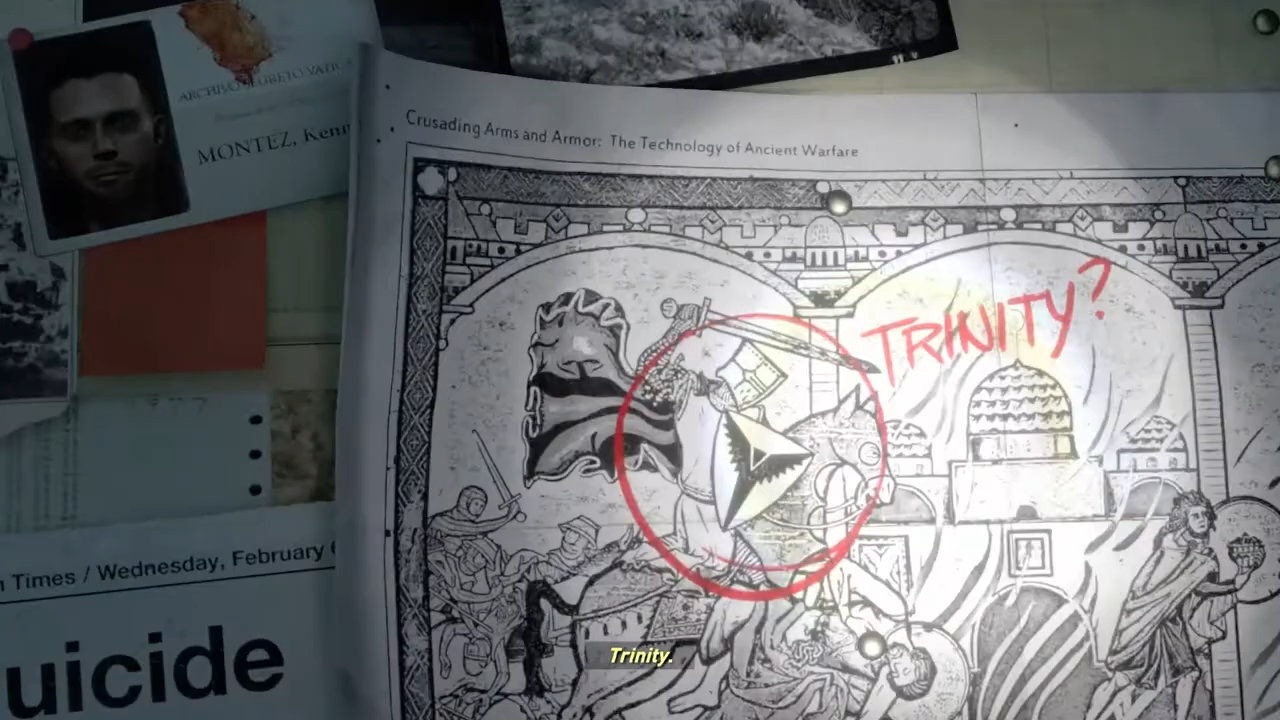 MONTEZ, Kenn
Crusading Arms and Armor: The Technology of Ancient Warfare
TRINITY?
n Times / Wednesday, February
uicide
Trinity.